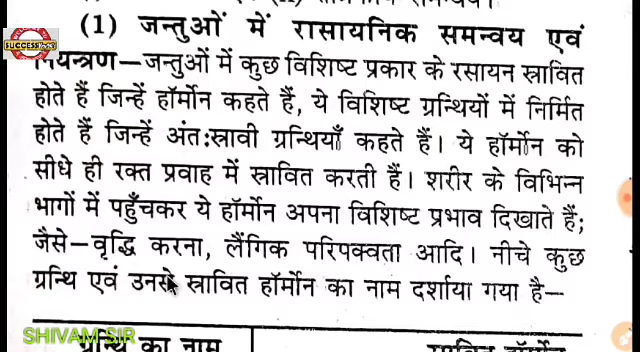 (1) जन्तुओं में रासायनिक समन्वय एवं
नियन्त्रण—जन्तुओं में कुछ विशिष्ट प्रकार के रसायन स्रावित
होते हैं जिन्हें हॉर्मोन कहते हैं, ये विशिष्ट ग्रन्थियों में निर्मित
होते हैं जिन्हें अंत:स्रावी ग्रन्थियाँ कहते हैं। ये हॉर्मोन को
सीधे ही रक्त प्रवाह में स्रावित करती हैं। शरीर के विभिन्न
भागों में पहुँचकर ये हॉर्मोन अपना विशिष्ट प्रभाव दिखाते हैं;
जैसे—वृद्धि करना, लैंगिक परिपक्वता आदि। नीचे कुछ
ग्रन्थि एवं उनसे स्रावित हॉर्मोन का नाम दर्शाया गया है—
SHIVAM SIR
ग्रन्थि का नाम
SUCCESS